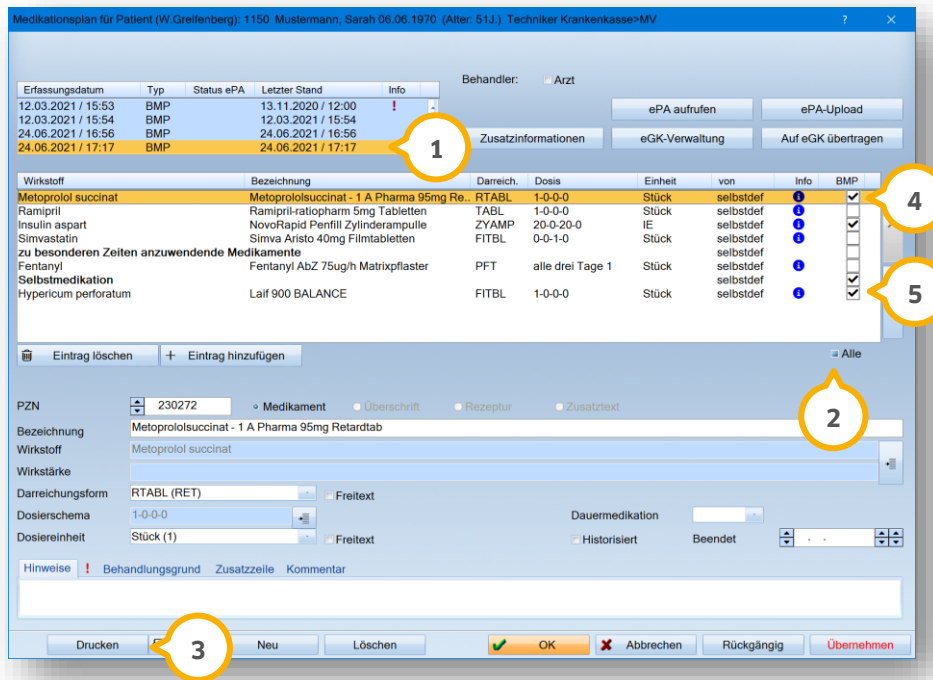 Medikationsplan für Patient (W.Greifenberg): 1150 Mustermann, Sarah 06.06.1970 (Alter: 51J.) Techniker Krankenkasse>MV ? ×
Behandler: Arzt
Erfassungsdatum Typ Status ePA Letzter Stand Info
12.03.2021 / 15:53 BMP 13.11.2020 / 12:00 !
12.03.2021 / 15:54 BMP 12.03.2021 / 15:54
24.06.2021 / 16:56 BMP 24.06.2021 / 16:56
24.06.2021 / 17:17 BMP 24.06.2021 / 17:17
ePA aufrufen ePA-Upload
Zusatzinformationen eGK-Verwaltung Auf eGK übertragen
1
Wirkstoff Bezeichnung Darreich. Dosis Einheit von Info BMP
Metoprolol succinat Metoprololsuccinat - 1 A Pharma 95mg Re.. RTABL 1-0-0-0 Stück selbstdef
Ramipril Ramipril-ratiopharm 5mg Tabletten TABL 1-0-0-0 Stück selbstdef
Insulin aspart NovoRapid Penfill Zylinderampulle ZYAMP 20-0-20-0 IE selbstdef
Simvastatin Simva Aristo 40mg Filmtabletten FITBL 0-0-1-0 Stück selbstdef
zu besonderen Zeiten anzuwendende Medikamente selbstdef
Fentanyl Fentanyl AbZ 75ug/h Matrixpflaster PFT alle drei Tage 1 Stück selbstdef
Selbstmedikation selbstdef
Hypericum perforatum Laif 900 BALANCE FITBL 1-0-0-0 Stück selbstdef
4
5
Eintrag löschen + Eintrag hinzufügen Alle
2
PZN 230272 Medikament Überschrift Rezeptur Zusatztext
Bezeichnung Metoprololsuccinat - 1 A Pharma 95mg Retardtab
Wirkstoff Metoprolol succinat
Wirkstärke
Darreichungsform RTABL (RET) Freitext
Dosierschema 1-0-0-0 Dauermedikation
Dosiereinheit Stück (1) Freitext Historisiert Beendet . .
Hinweise ! Behandlungsgrund Zusatzzeile Kommentar
Drucken Neu Löschen OK Abbrechen Rückgängig Übernehmen
3